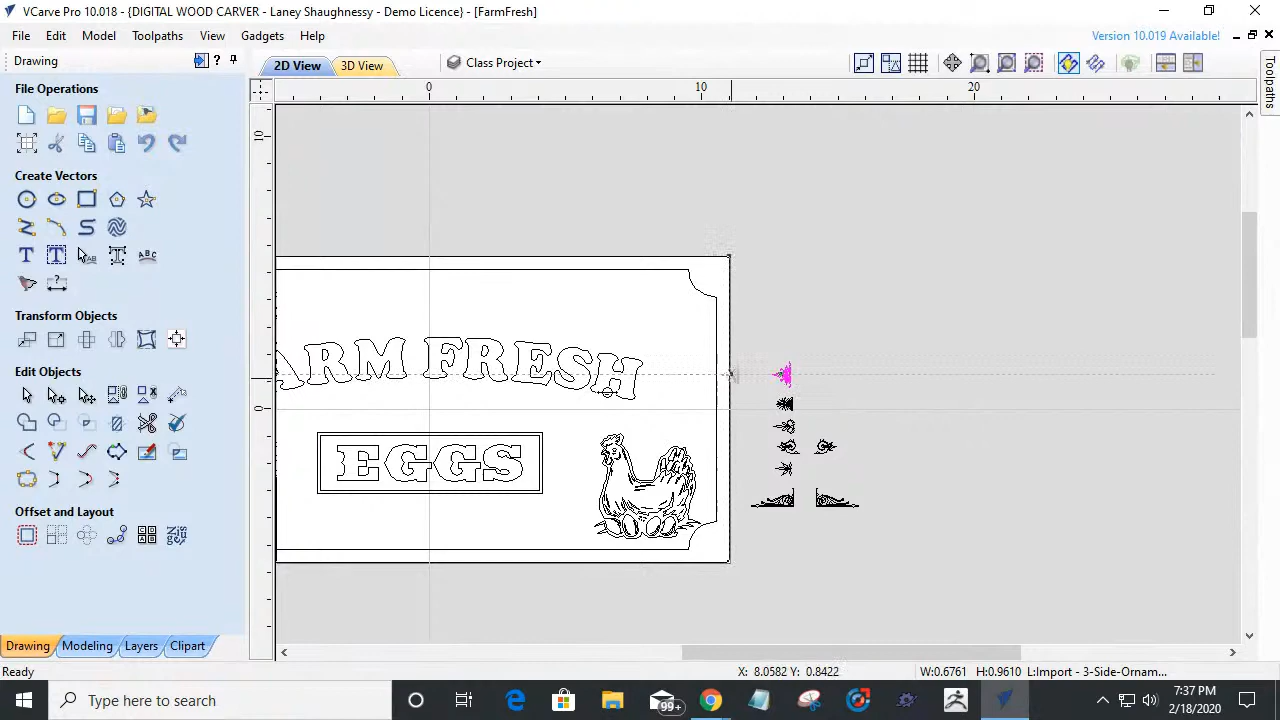 VCarve Pro 10.018 - {DIGITAL WOOD CARVER - Laney Shaughnessy - Demo Licence} - [FarmFresh]
File Edit Model Toolpaths View Gadgets Help
Version 10.019 Available!
Drawing
2D View 3D View Class Project
File Operations
0 10 20
10
0
Create Vectors
Transform Objects
Edit Objects
Offset and Layout
ARM FRESH
EGGS
Toolpaths
Drawing Modeling Layers Clipart
Ready
X: 8.0582 Y: 0.8422
W:0.6761 H:0.9610 L:Import - 3-Side-Ornam...
Type here to search
99+
7:37 PM
2/18/2020